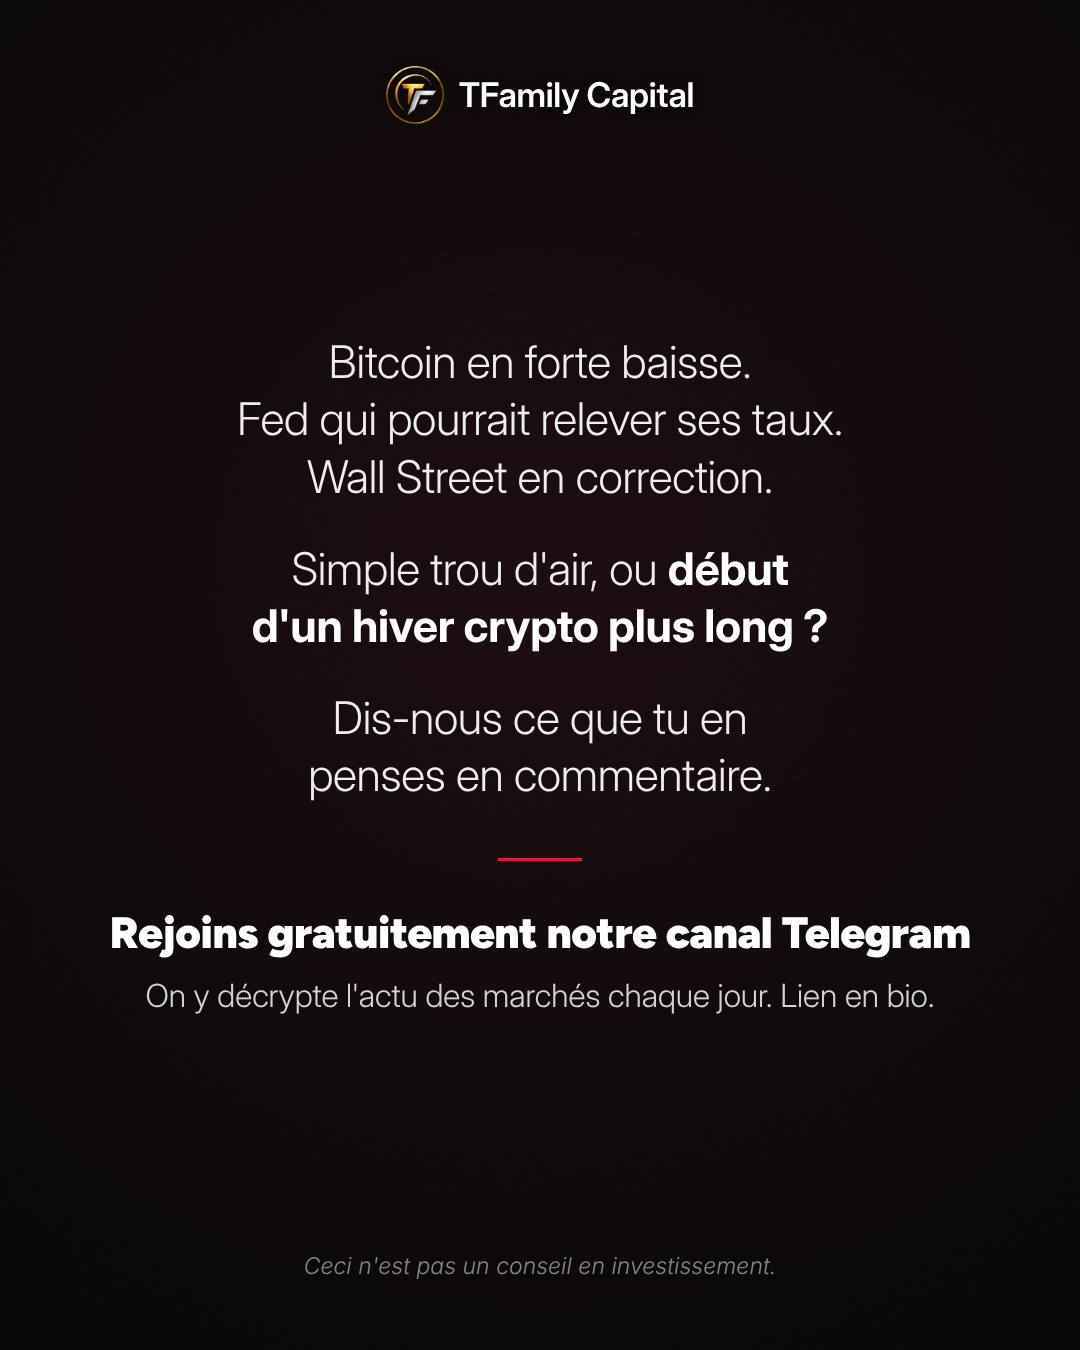 TF TFamily Capital
Bitcoin en forte baisse.
Fed qui pourrait relever ses taux.
Wall Street en correction.
Simple trou d'air, ou début
d'un hiver crypto plus long ?
Dis-nous ce que tu en
penses en commentaire.
Rejoins gratuitement notre canal Telegram
On y décrypte l'actu des marchés chaque jour. Lien en bio.
Ceci n'est pas un conseil en investissement.